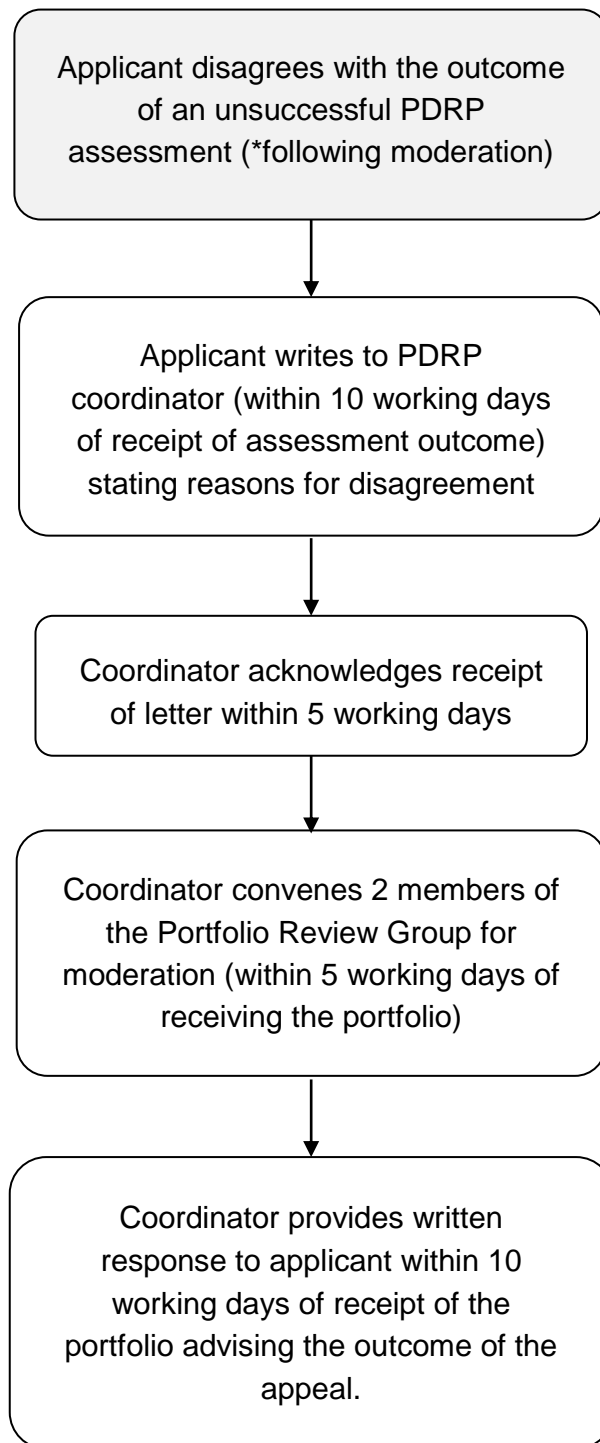 Applicant disagrees with the outcome
of an unsuccessful PDRP
assessment (*following moderation)
Applicant writes to PDRP
coordinator (within 10 working days
of receipt of assessment outcome)
stating reasons for disagreement
Coordinator acknowledges receipt
of letter within 5 working days
Coordinator convenes 2 members of
the Portfolio Review Group for
moderation (within 5 working days of
receiving the portfolio)
Coordinator provides written
response to applicant within 10
working days of receipt of the
portfolio advising the outcome of the
appeal.